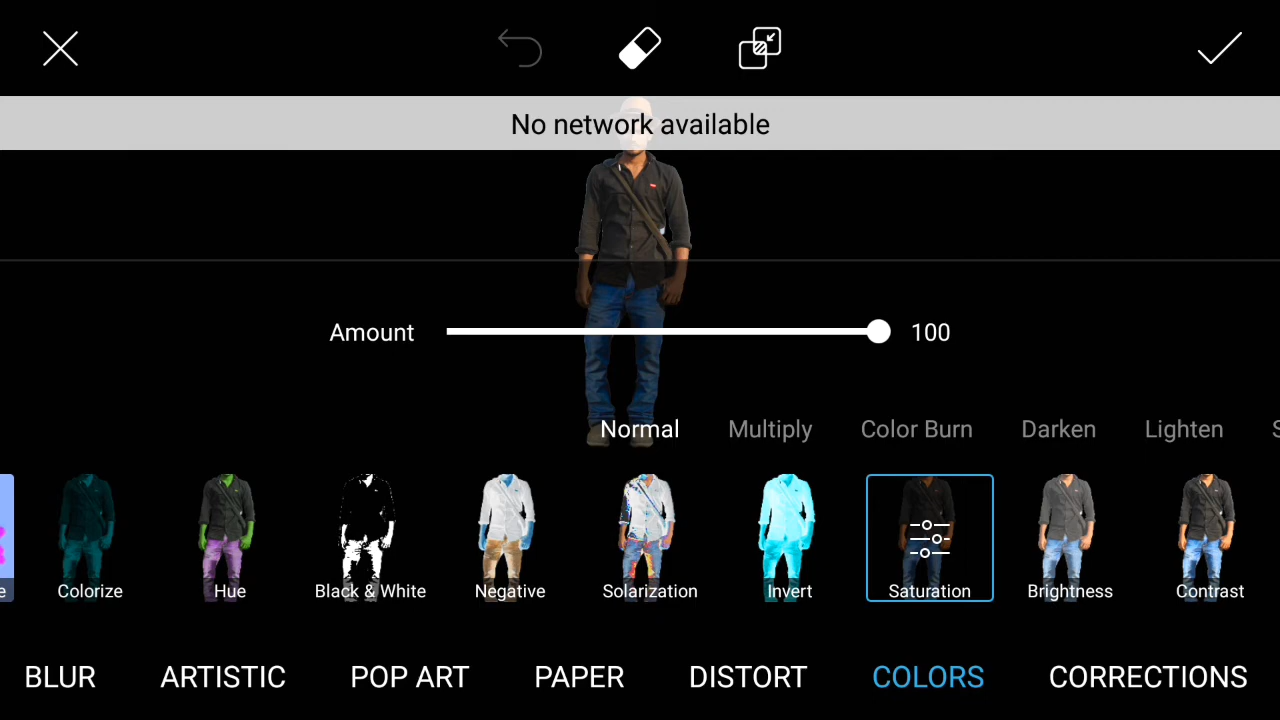 No network available
Amount 100
Normal Multiply Color Burn Darken Lighten
e Colorize Hue Black & White Negative Solarization Invert Saturation Brightness Contrast
BLUR ARTISTIC POP ART PAPER DISTORT COLORS CORRECTIONS